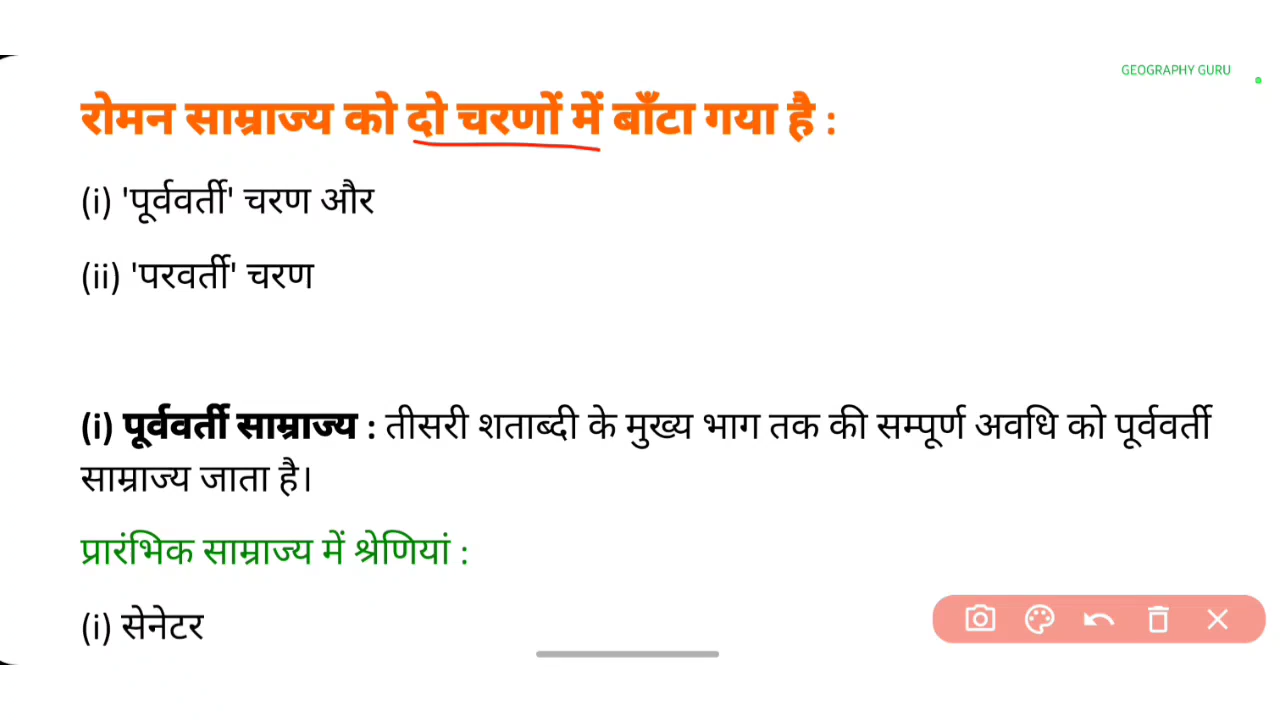 GEOGRAPHY GURU
रोमन साम्राज्य को दो चरणों में बाँटा गया है :
(i) 'पूर्ववर्ती' चरण और
(ii) 'परवर्ती' चरण
(i) पूर्ववर्ती साम्राज्य : तीसरी शताब्दी के मुख्य भाग तक की सम्पूर्ण अवधि को पूर्ववर्ती
साम्राज्य जाता है।
प्रारंभिक साम्राज्य में श्रेणियां :
(i) सेनेटर